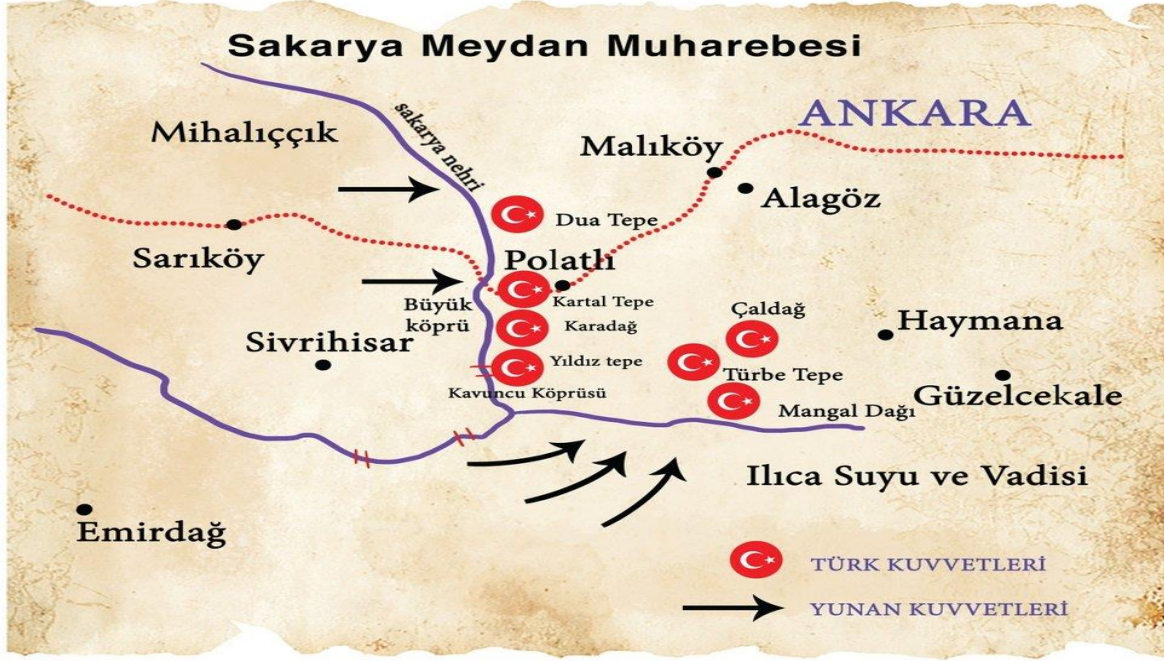 Sakarya Meydan Muharebesi
ANKARA
sakarya nehri
Mihalıççık
Malıköy
Alagöz
Dua Tepe
Sarıköy
Polatlı
Büyük
köprü
Kartal Tepe
Çaldağ
Karadağ
Haymana
Sivrihisar
Yıldız tepe
Türbe Tepe
Kavuncu Köprüsü
Güzelcekale
Mangal Dağı
Ilıca Suyu ve Vadisi
Emirdağ
TÜRK KUVVETLERİ
YUNAN KUVVETLERİ